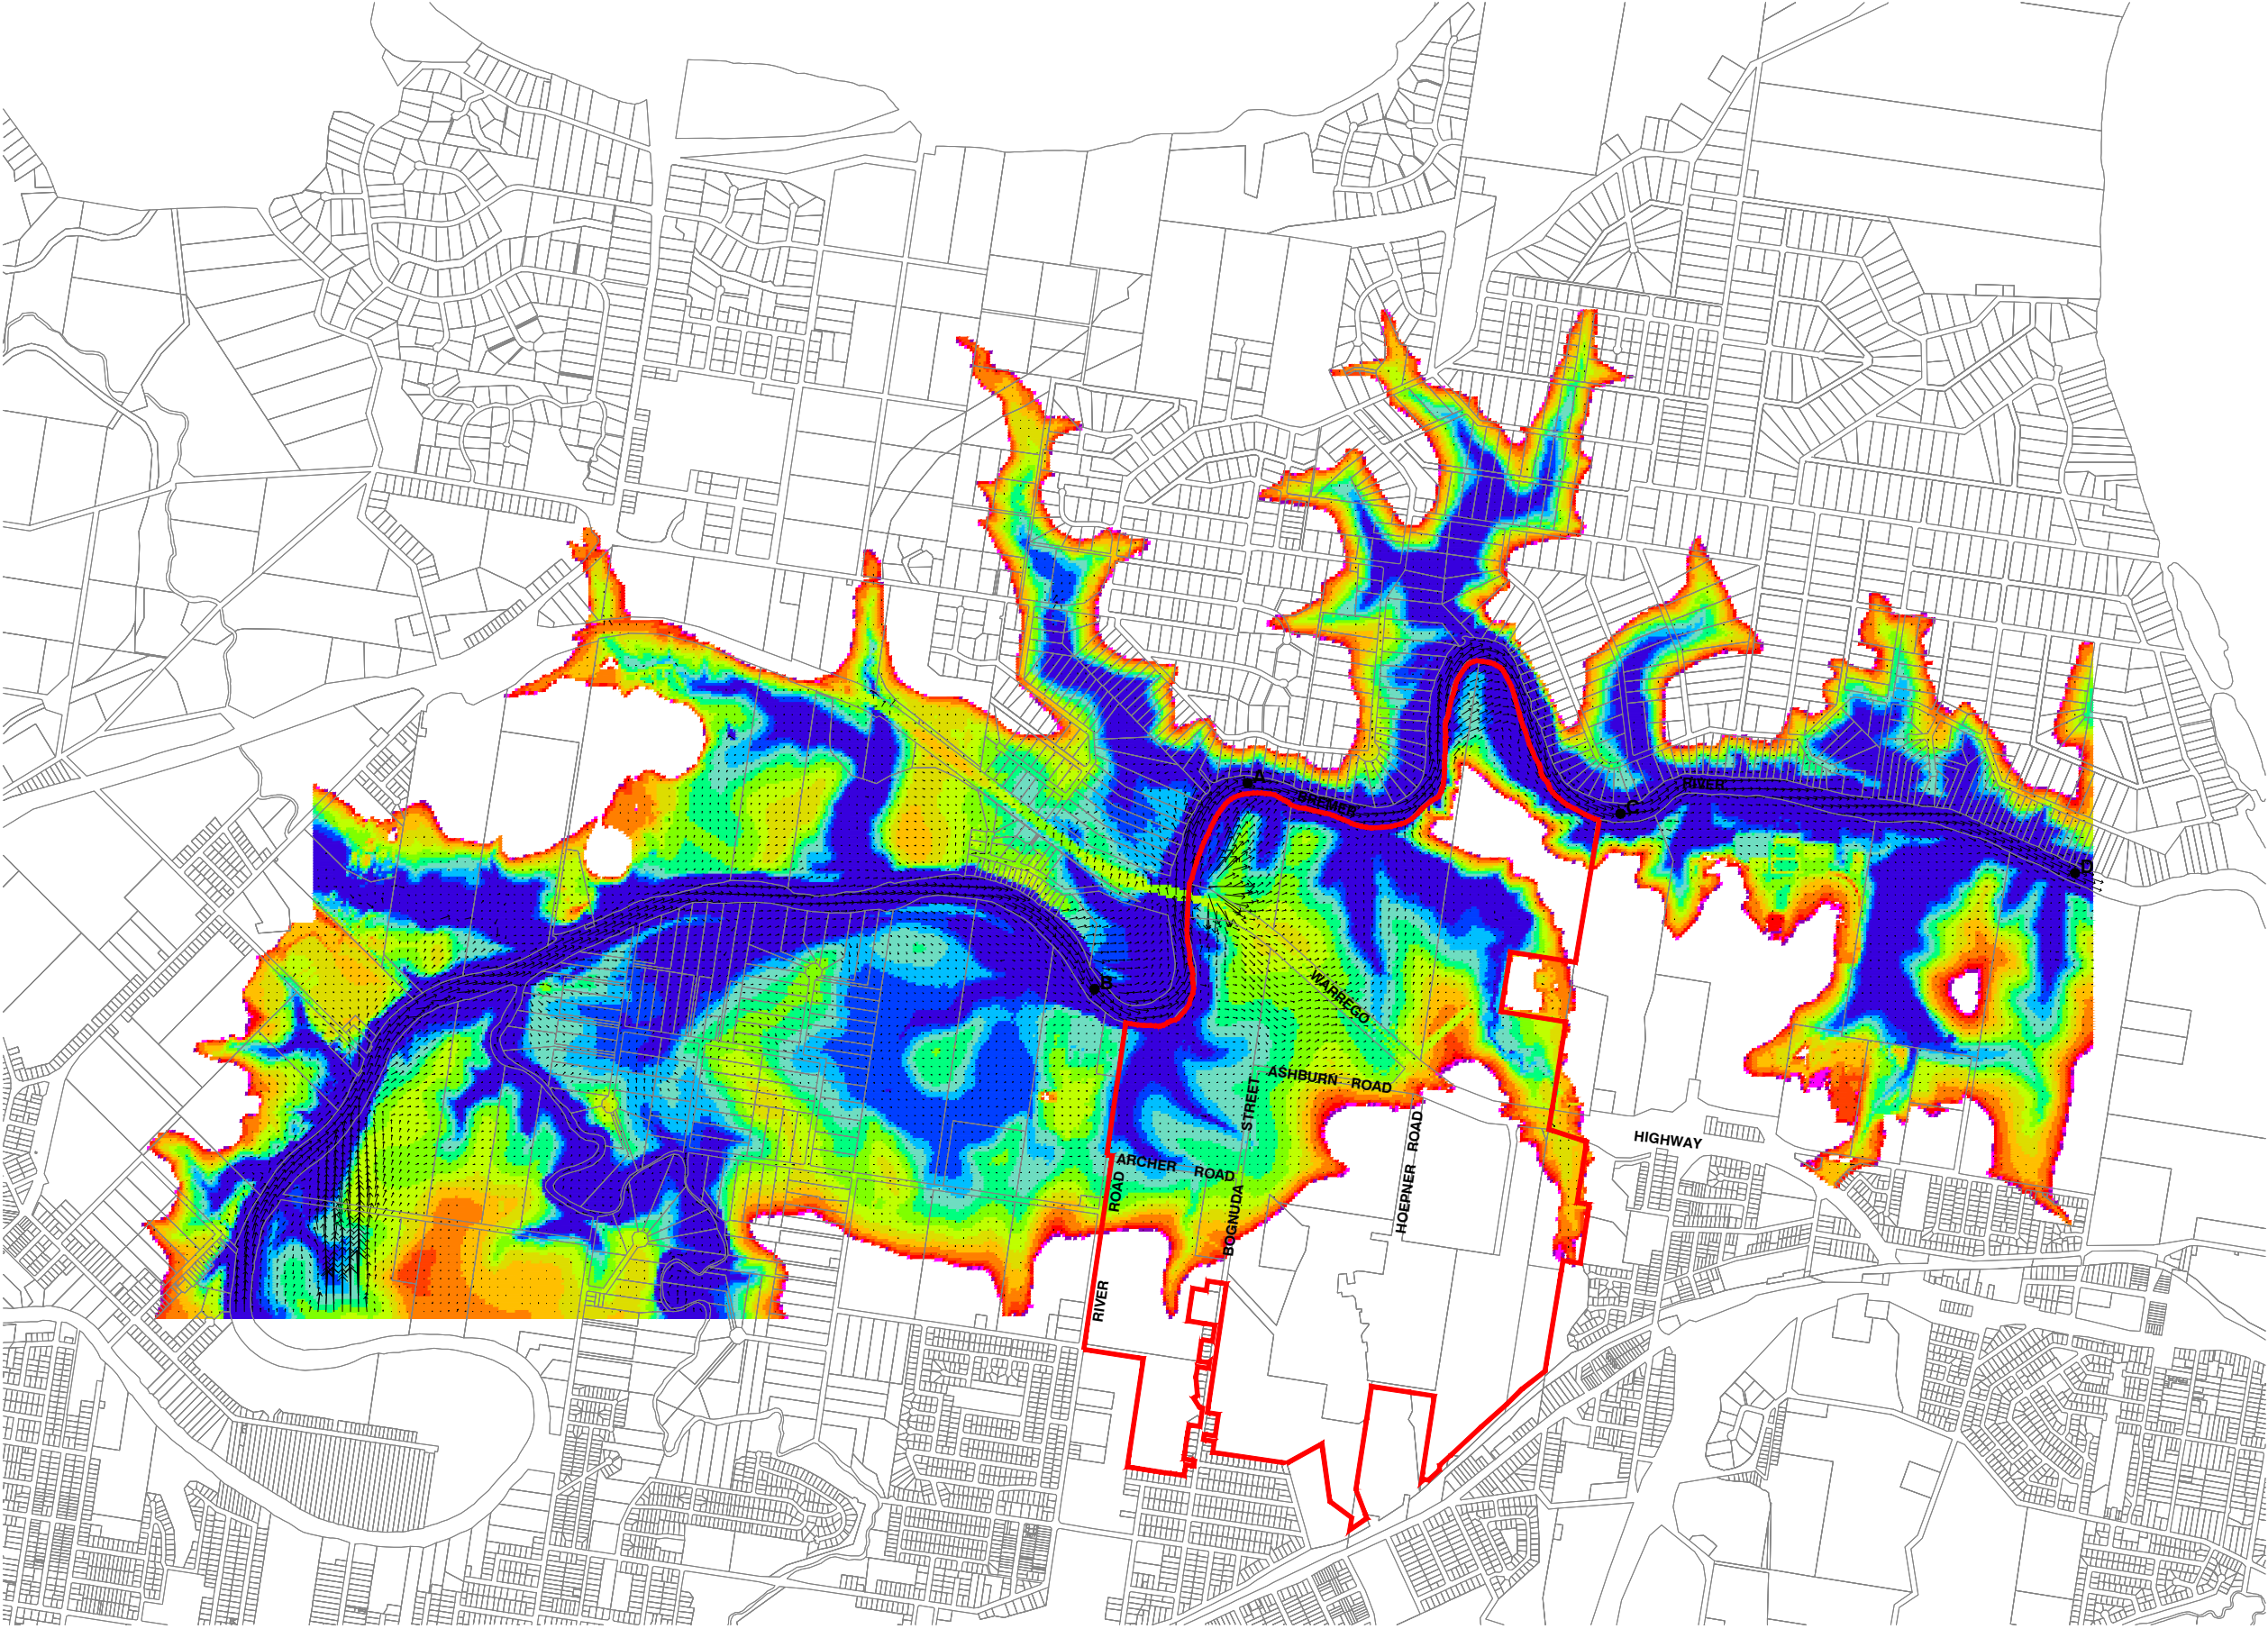 A
BREMER
RIVER
C
D
B
WARREGO
ASHBURN ROAD
STREET
HIGHWAY
ARCHER ROAD
HOEPNER ROAD
ROAD
BOGNUDA
RIVER